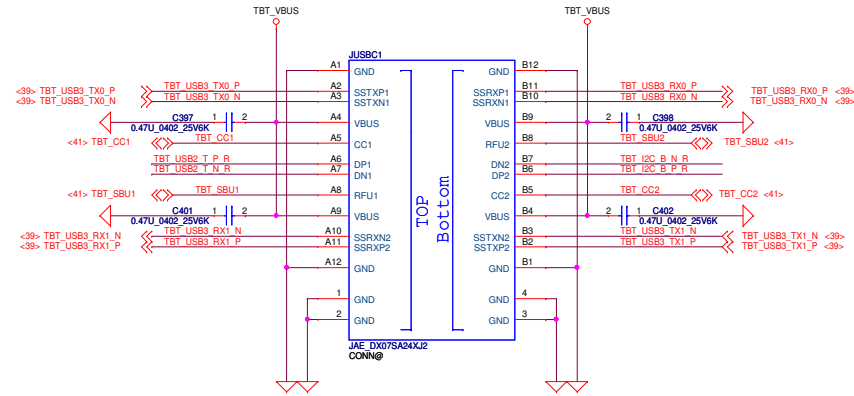 TBT_VBUS TBT_VBUS
JUSBC1
A1 GND GND B12
<39> TBT_USB3_TX0_P TBT_USB3_TX0_P A2 SSTXP1 SSRXP1 B11 TBT_USB3_RX0_P TBT_USB3_RX0_P <39>
<39> TBT_USB3_TX0_N TBT_USB3_TX0_N A3 SSTXN1 SSRXN1 B10 TBT_USB3_RX0_N TBT_USB3_RX0_N <39>
C397 1 2 A4 VBUS VBUS B9 2 1 C398
0.47U_0402_25V6K 0.47U_0402_25V6K
<41> TBT_CC1 TBT_CC1 A5 CC1 RFU2 B8 TBT_SBU2 TBT_SBU2 <41>
TBT_USB2_T_P_R A6 DP1 DN2 B7 TBT_I2C_B_N_R
TBT_USB2_T_N_R A7 DN1 DP2 B6 TBT_I2C_B_P_R
<41> TBT_SBU1 TBT_SBU1 A8 RFU1 CC2 B5 TBT_CC2 TBT_CC2 <41>
C401 1 2 A9 VBUS VBUS B4 2 1 C402
0.47U_0402_25V6K 0.47U_0402_25V6K
<39> TBT_USB3_RX1_N TBT_USB3_RX1_N A10 SSRXN2 SSTXN2 B3 TBT_USB3_TX1_N TBT_USB3_TX1_N <39>
<39> TBT_USB3_RX1_P TBT_USB3_RX1_P A11 SSRXP2 SSTXP2 B2 TBT_USB3_TX1_P TBT_USB3_TX1_P <39>
A12 GND GND B1
1 GND GND 4
2 GND GND 3
TOP
Bottom
JAE_DX07SA24XJ2
CONN@